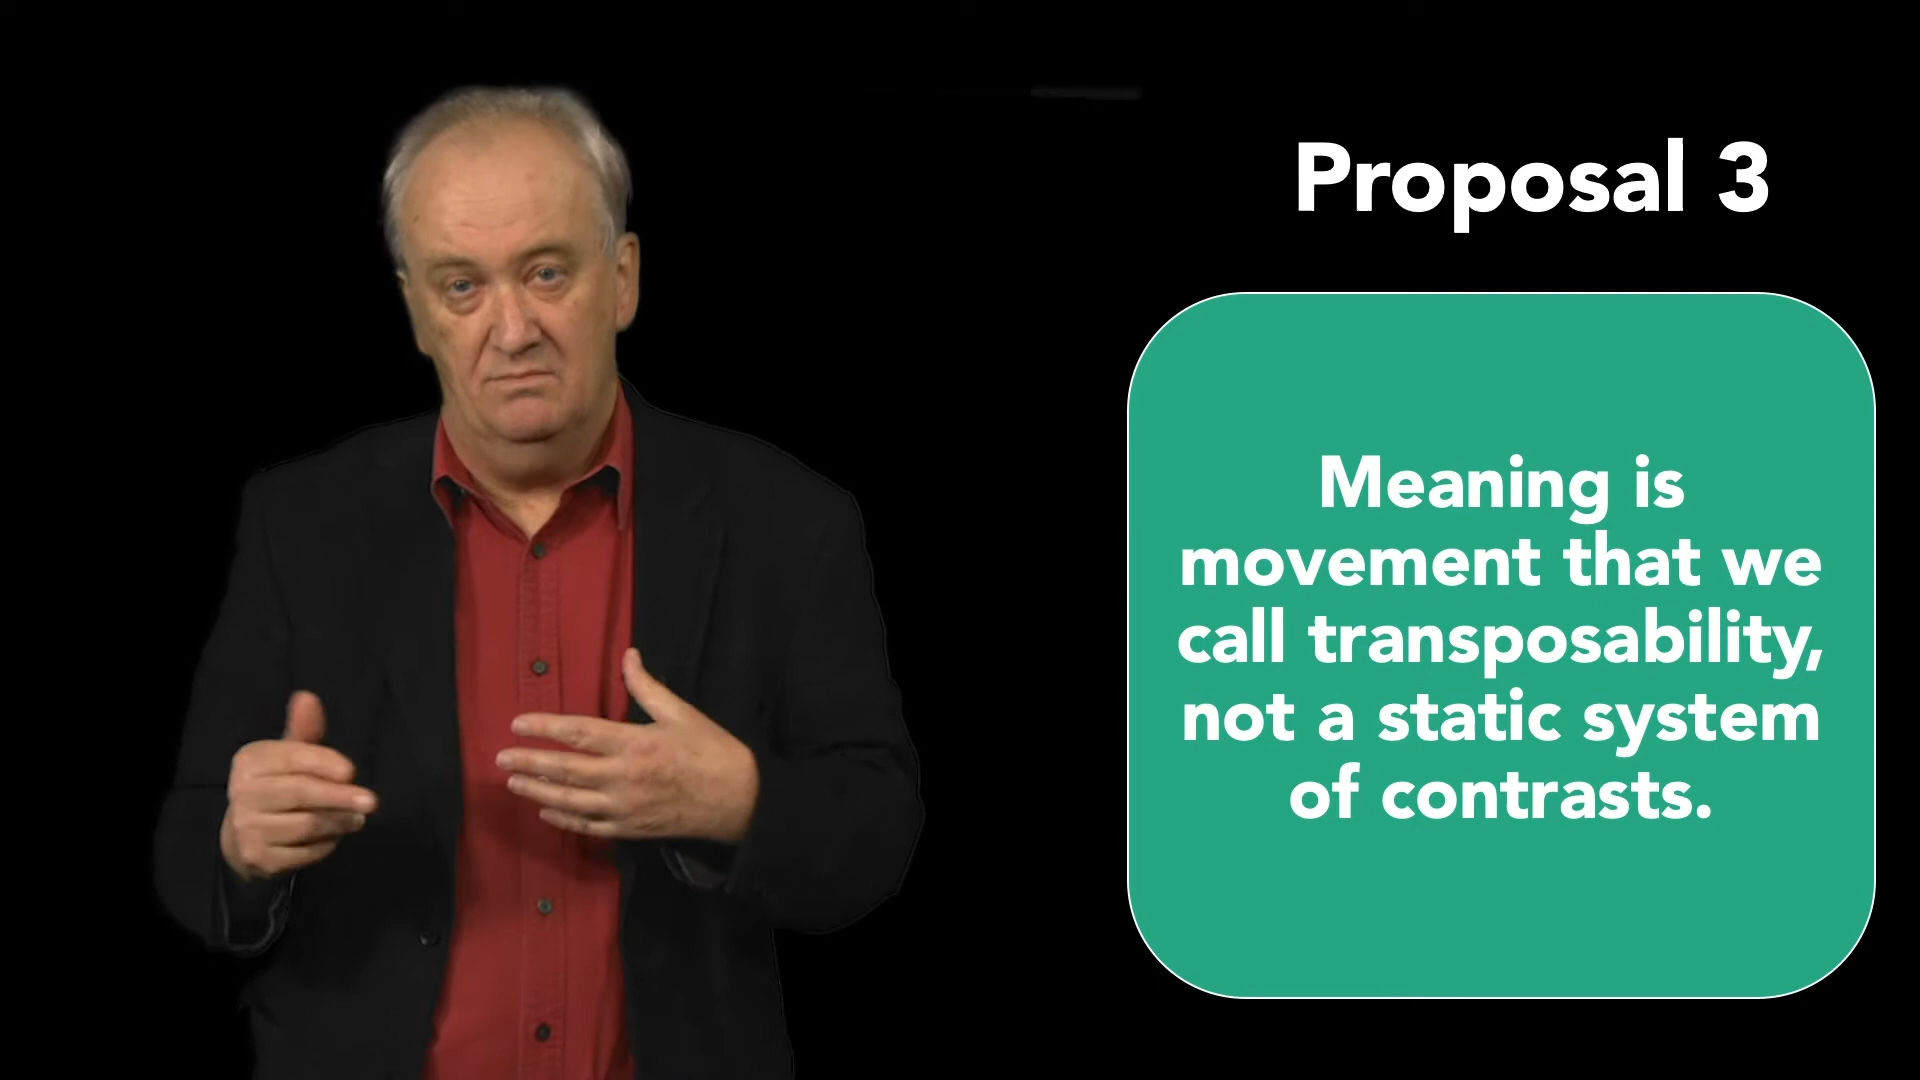 Proposal 3
Meaning is
movement that we
call transposability,
not a static system
of contrasts.